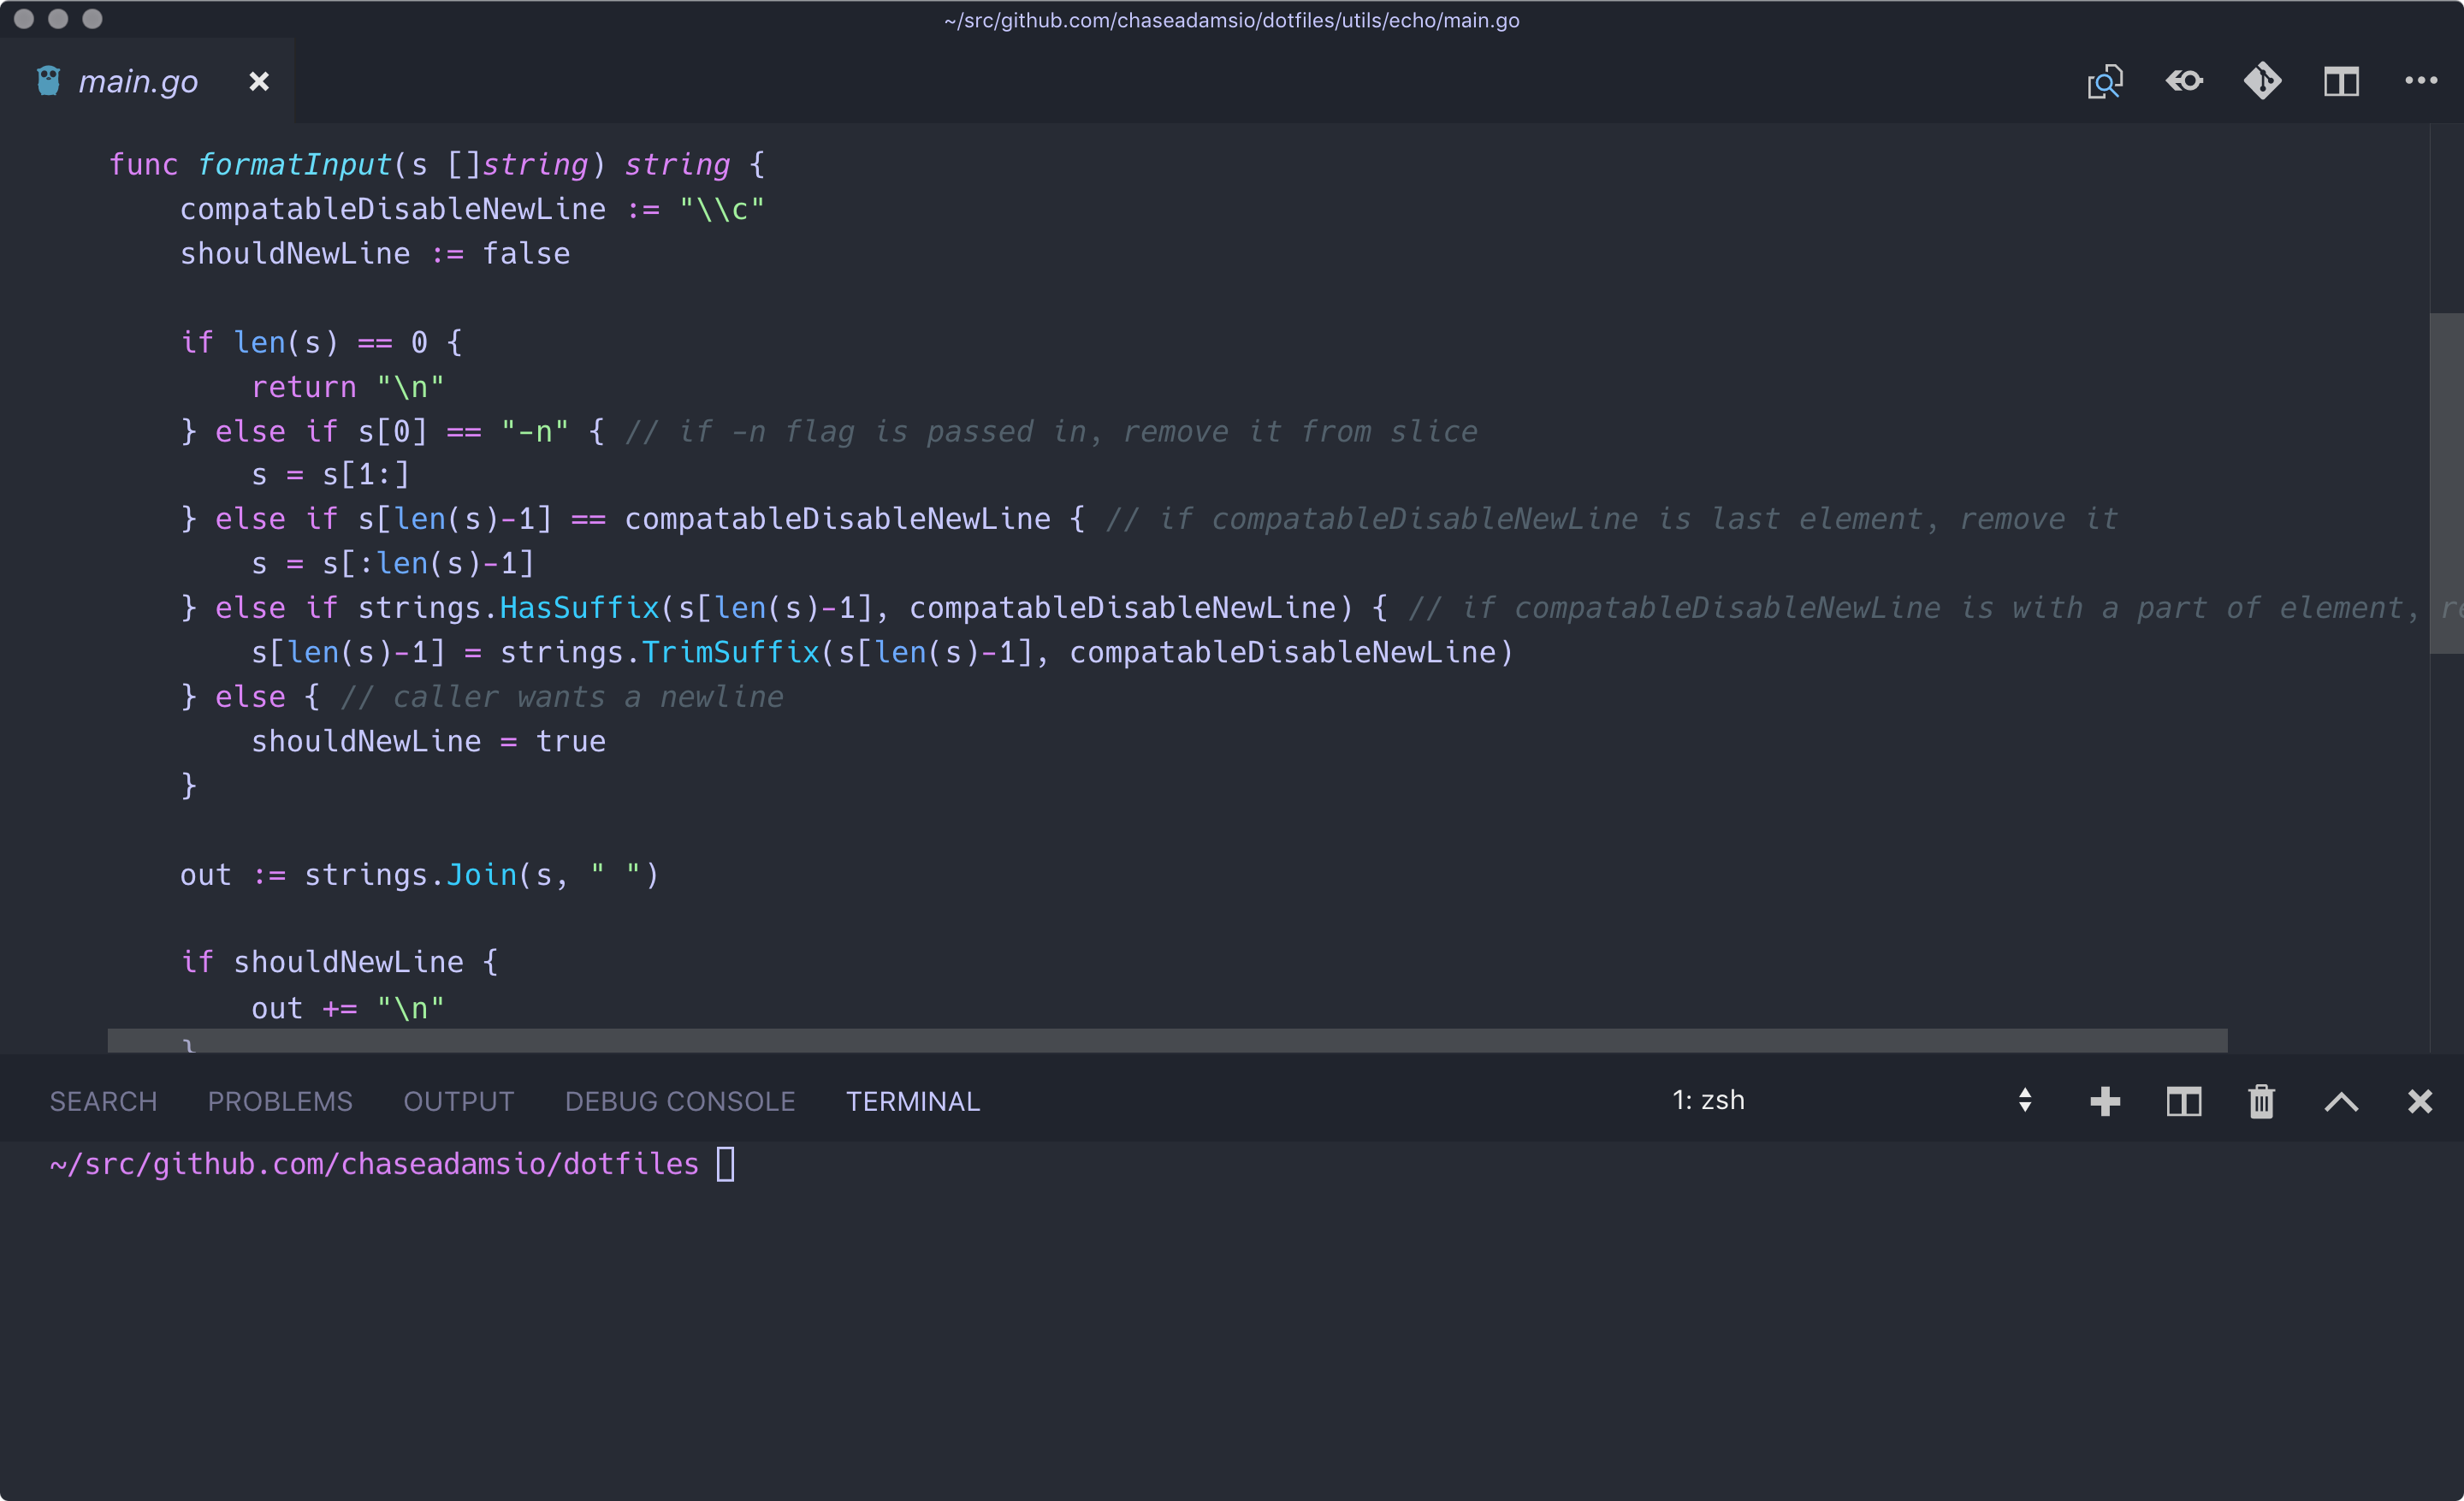 ~/src/github.com/chaseadamsio/dotfiles/utils/echo/main.go
main.go
func formatInput(s []string) string {
    compatableDisableNewLine := "\\c"
    shouldNewLine := false

    if len(s) == 0 {
        return "\n"
    } else if s[0] == "-n" { // if -n flag is passed in, remove it from slice
        s = s[1:]
    } else if s[len(s)-1] == compatableDisableNewLine { // if compatableDisableNewLine is last element, remove it
        s = s[:len(s)-1]
    } else if strings.HasSuffix(s[len(s)-1], compatableDisableNewLine) { // if compatableDisableNewLine is with a part of element,
        s[len(s)-1] = strings.TrimSuffix(s[len(s)-1], compatableDisableNewLine)
    } else { // caller wants a newline
        shouldNewLine = true
    }

    out := strings.Join(s, " ")

    if shouldNewLine {
        out += "\n"
    }
SEARCH PROBLEMS OUTPUT DEBUG CONSOLE TERMINAL 1: zsh
~/src/github.com/chaseadamsio/dotfiles